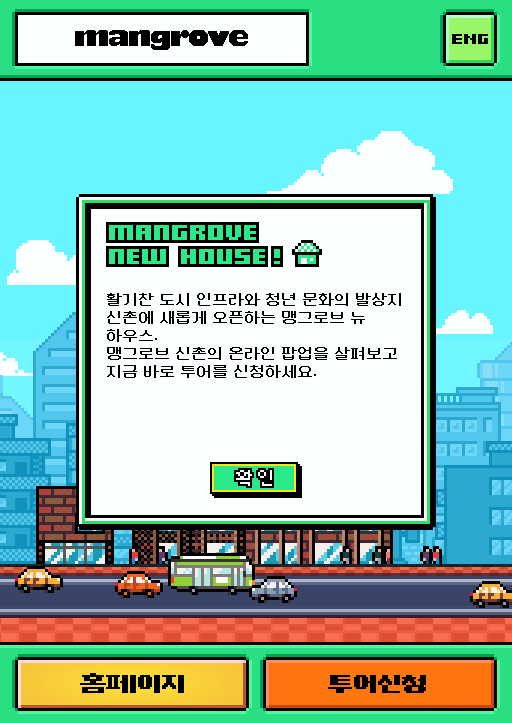 mangrove
ENG
MANGROVE
NEW HOUSE!
활기찬 도시 인프라와 청년 문화의 발상지
신촌에 새롭게 오픈하는 맹그로브 뉴
하우스.
맹그로브 신촌의 온라인 팝업을 살펴보고
지금 바로 투어를 신청하세요.
확인
홈페이지
투어신청